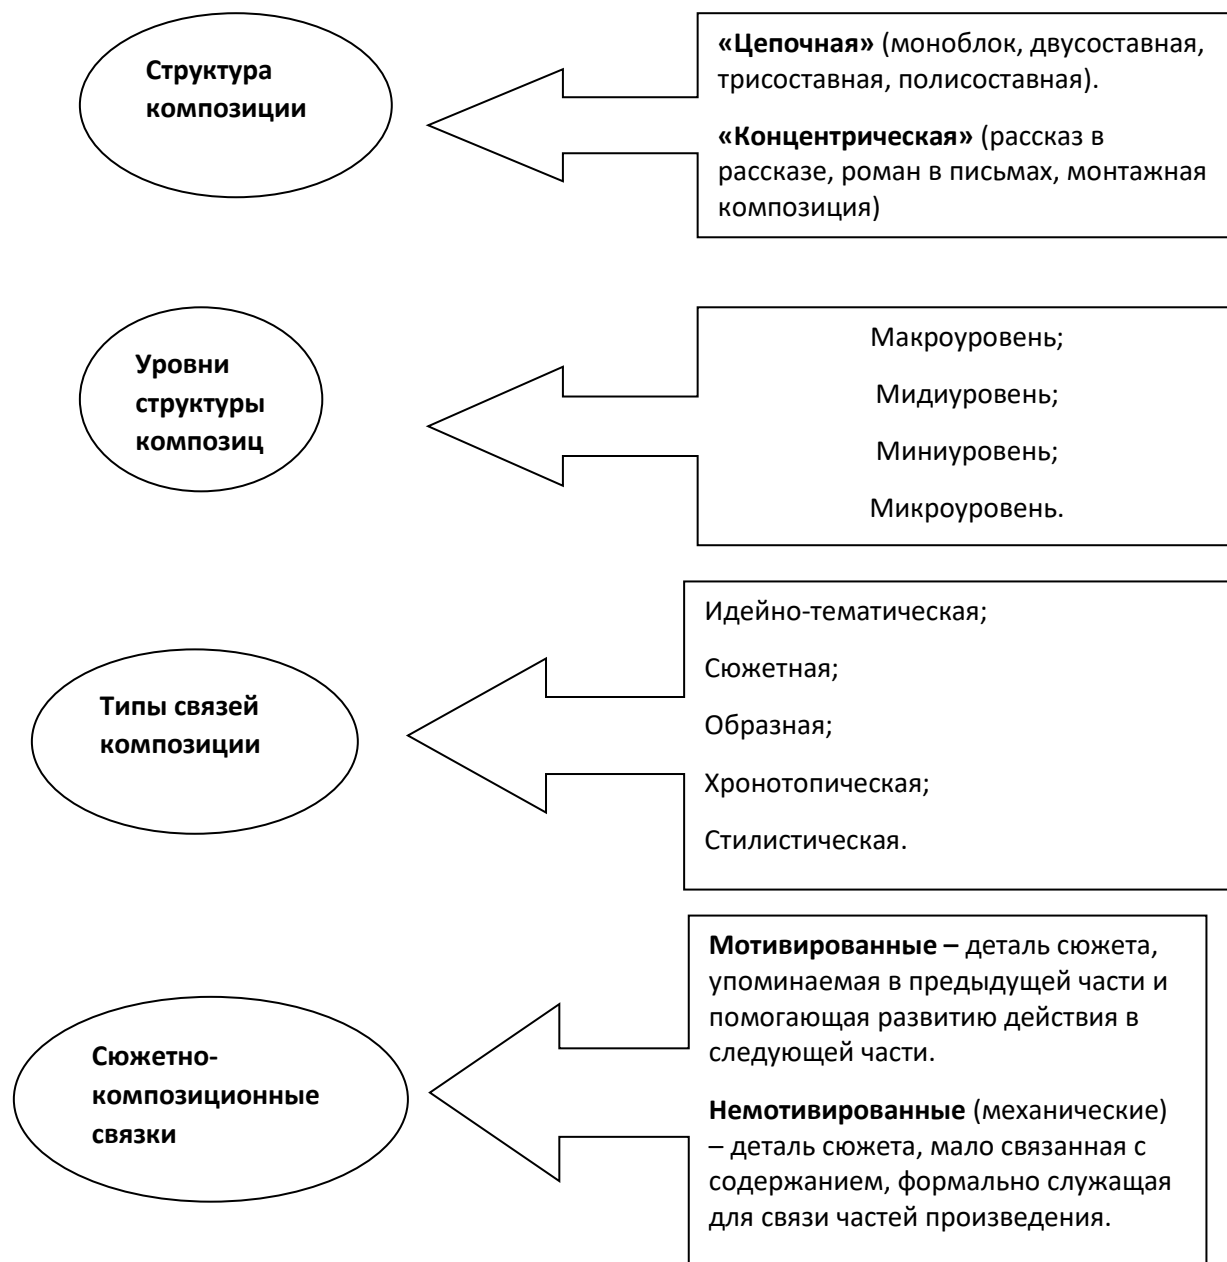 Структура
композиции
«Цепочная» (моноблок, двусоставная,
трисоставная, полисоставная).
«Концентрическая» (рассказ в
рассказе, роман в письмах, монтажная
композиция)
Уровни
структуры
композиц
Макроуровень;
Мидиуровень;
Миниуровень;
Микроуровень.
Типы связей
композиции
Идейно-тематическая;
Сюжетная;
Образная;
Хронотопическая;
Стилистическая.
Сюжетно-
композиционные
связки
Мотивированные – деталь сюжета,
упоминаемая в предыдущей части и
помогающая развитию действия в
следующей части.
Немотивированные (механические)
– деталь сюжета, мало связанная с
содержанием, формально служащая
для связи частей произведения.